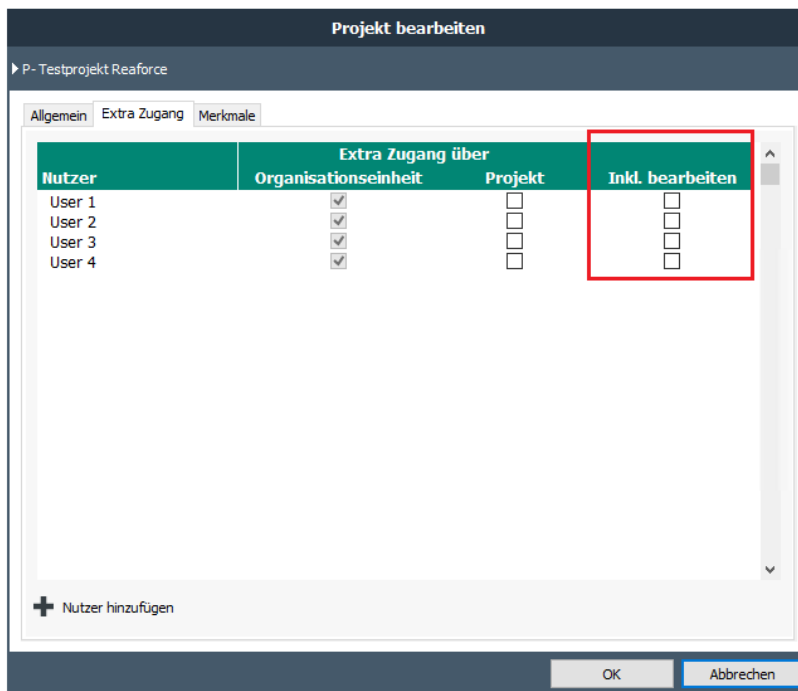 Projekt bearbeiten
P- Testprojekt Reaforce
Allgemein Extra Zugang Merkmale
Extra Zugang über
Nutzer Organisationseinheit Projekt Inkl. bearbeiten
User 1
User 2
User 3
User 4
Nutzer hinzufügen
OK Abbrechen